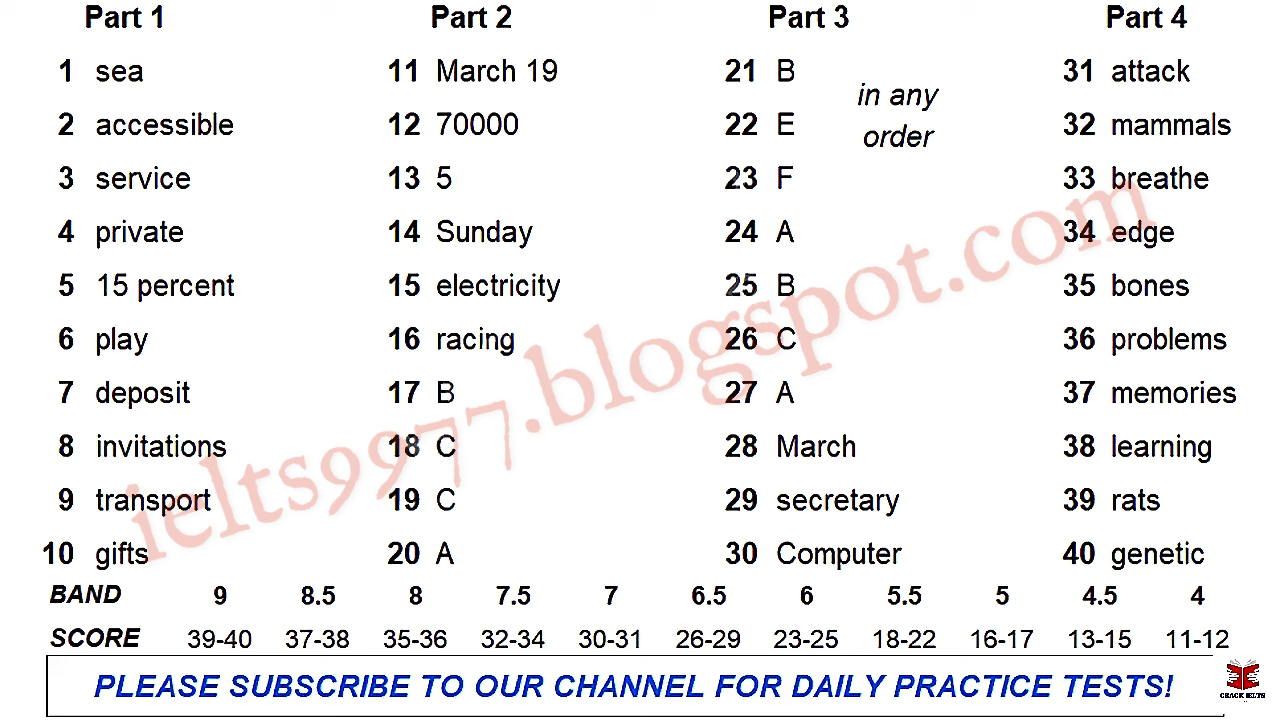 Part 1 Part 2 Part 3 Part 4
1 sea 11 March 19 21 B 31 attack
in any
2 accessible 12 70000 22 E 32 mammals
order
3 service 13 5 23 F 33 breathe
4 private 14 Sunday 24 A 34 edge
5 15 percent 15 electricity 25 B 35 bones
6 play 16 racing 26 C 36 problems
7 deposit 17 B 27 A 37 memories
8 invitations 18 C 28 March 38 learning
9 transport 19 C 29 secretary 39 rats
10 gifts 20 A 30 Computer 40 genetic
ielts9977.blogspot.com
BAND 9 8.5 8 7.5 7 6.5 6 5.5 5 4.5 4
SCORE 39-40 37-38 35-36 32-34 30-31 26-29 23-25 18-22 16-17 13-15 11-12
PLEASE SUBSCRIBE TO OUR CHANNEL FOR DAILY PRACTICE TESTS!
CRACK IELTS